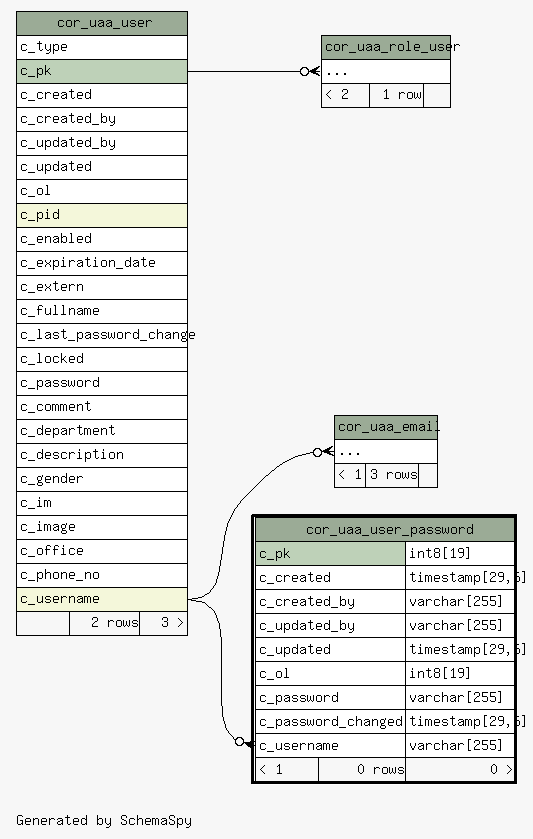 cor_uaa_user
c_type
c_pk
c_created
c_created_by
c_updated_by
c_updated
c_ol
c_pid
c_enabled
c_expiration_date
c_extern
c_fullname
c_last_password_change
c_locked
c_password
c_comment
c_department
c_description
c_gender
c_im
c_image
c_office
c_phone_no
c_username
2 rows 3 >
cor_uaa_role_user
...
< 2 1 row
cor_uaa_email
...
< 1 3 rows
cor_uaa_user_password
c_pk int8[19]
c_created timestamp[29,6]
c_created_by varchar[255]
c_updated_by varchar[255]
c_updated timestamp[29,6]
c_ol int8[19]
c_password varchar[255]
c_password_changed timestamp[29,6]
c_username varchar[255]
< 1 0 rows 0 >
Generated by SchemaSpy